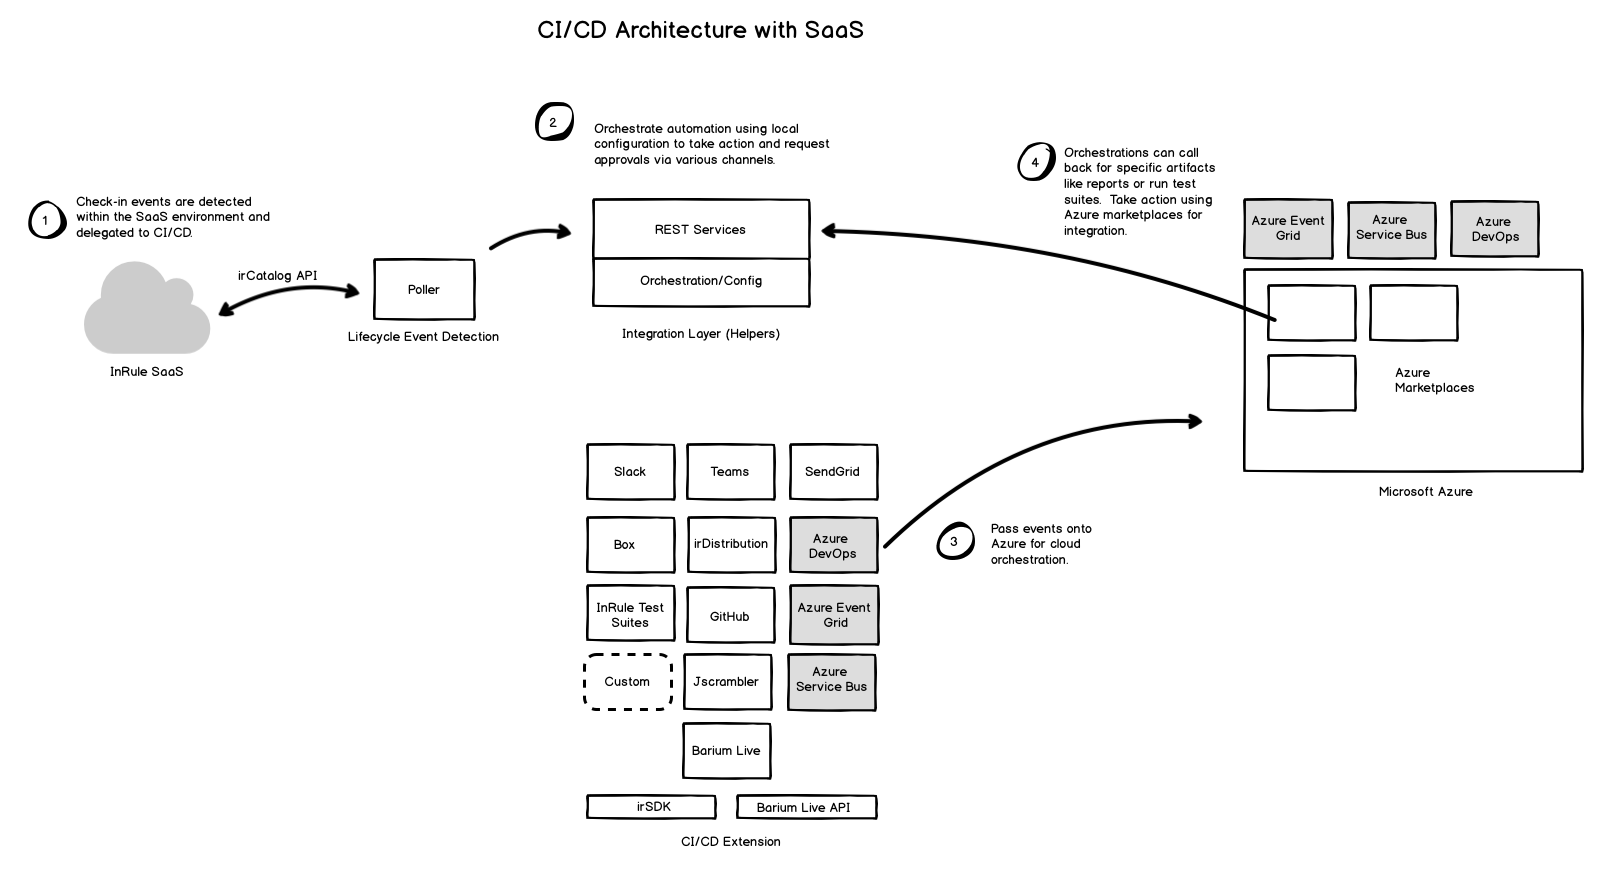 CI/CD Architecture with SaaS
1
Check-in events are detected
within the SaaS environment and
delegated to CI/CD.
InRule SaaS
irCatalog API
Poller
Lifecycle Event Detection
2
Orchestrate automation using local
configuration to take action and request
approvals via various channels.
REST Services
Orchestration/Config
Integration Layer (Helpers)
4
Orchestrations can call
back for specific artifacts
like reports or run test
suites. Take action using
Azure marketplaces for
integration.
Azure Event
Grid
Azure
Service Bus
Azure
DevOps
Azure
Marketplaces
Microsoft Azure
3
Pass events onto
Azure for cloud
orchestration.
Slack
Teams
SendGrid
Box
irDistribution
Azure
DevOps
InRule Test
Suites
GitHub
Azure Event
Grid
Custom
Jscrambler
Azure
Service Bus
Barium Live
irSDK
Barium Live API
CI/CD Extension